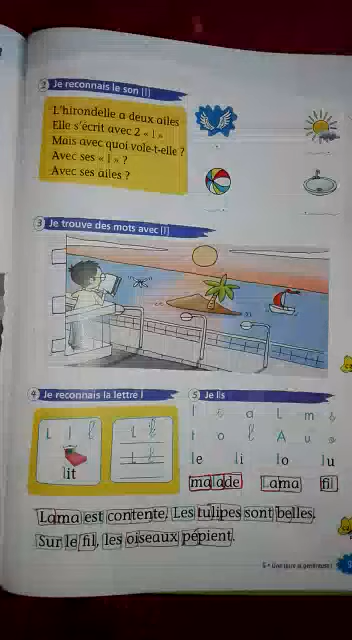 2 Je reconnais le son [l]
L'hirondelle a deux ailes
Elle s'écrit avec 2 « l »
Mais avec quoi vole-t-elle ?
Avec ses « l » ?
Avec ses ailes ?
3 Je trouve des mots avec [l]
4 Je reconnais la lettre l
L l l
lit
L l
L l
5 Je lis
l t a L m
t o l A u
le li lo lu
malade Lama fil
Lama est contente. Les tulipes sont belles.
Sur le fil, les oiseaux pépient.